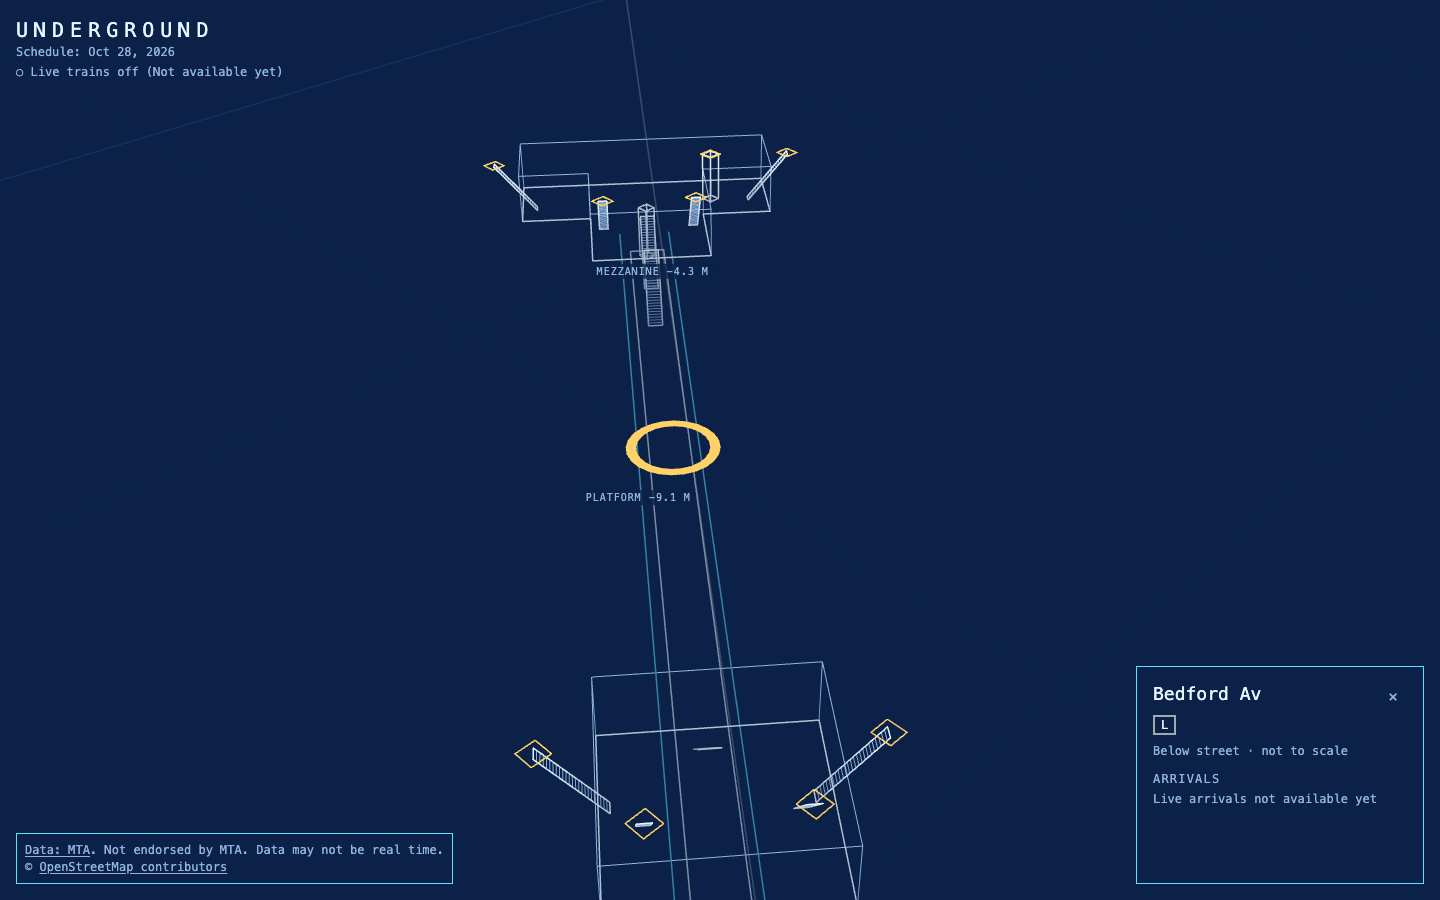 UNDERGROUND
Schedule: Oct 28, 2026
○ Live trains off (Not available yet)
MEZZANINE −4.3 M
PLATFORM −9.1 M
Bedford Av ×
L
Below street · not to scale
ARRIVALS
Live arrivals not available yet
Data: MTA. Not endorsed by MTA. Data may not be real time.
© OpenStreetMap contributors